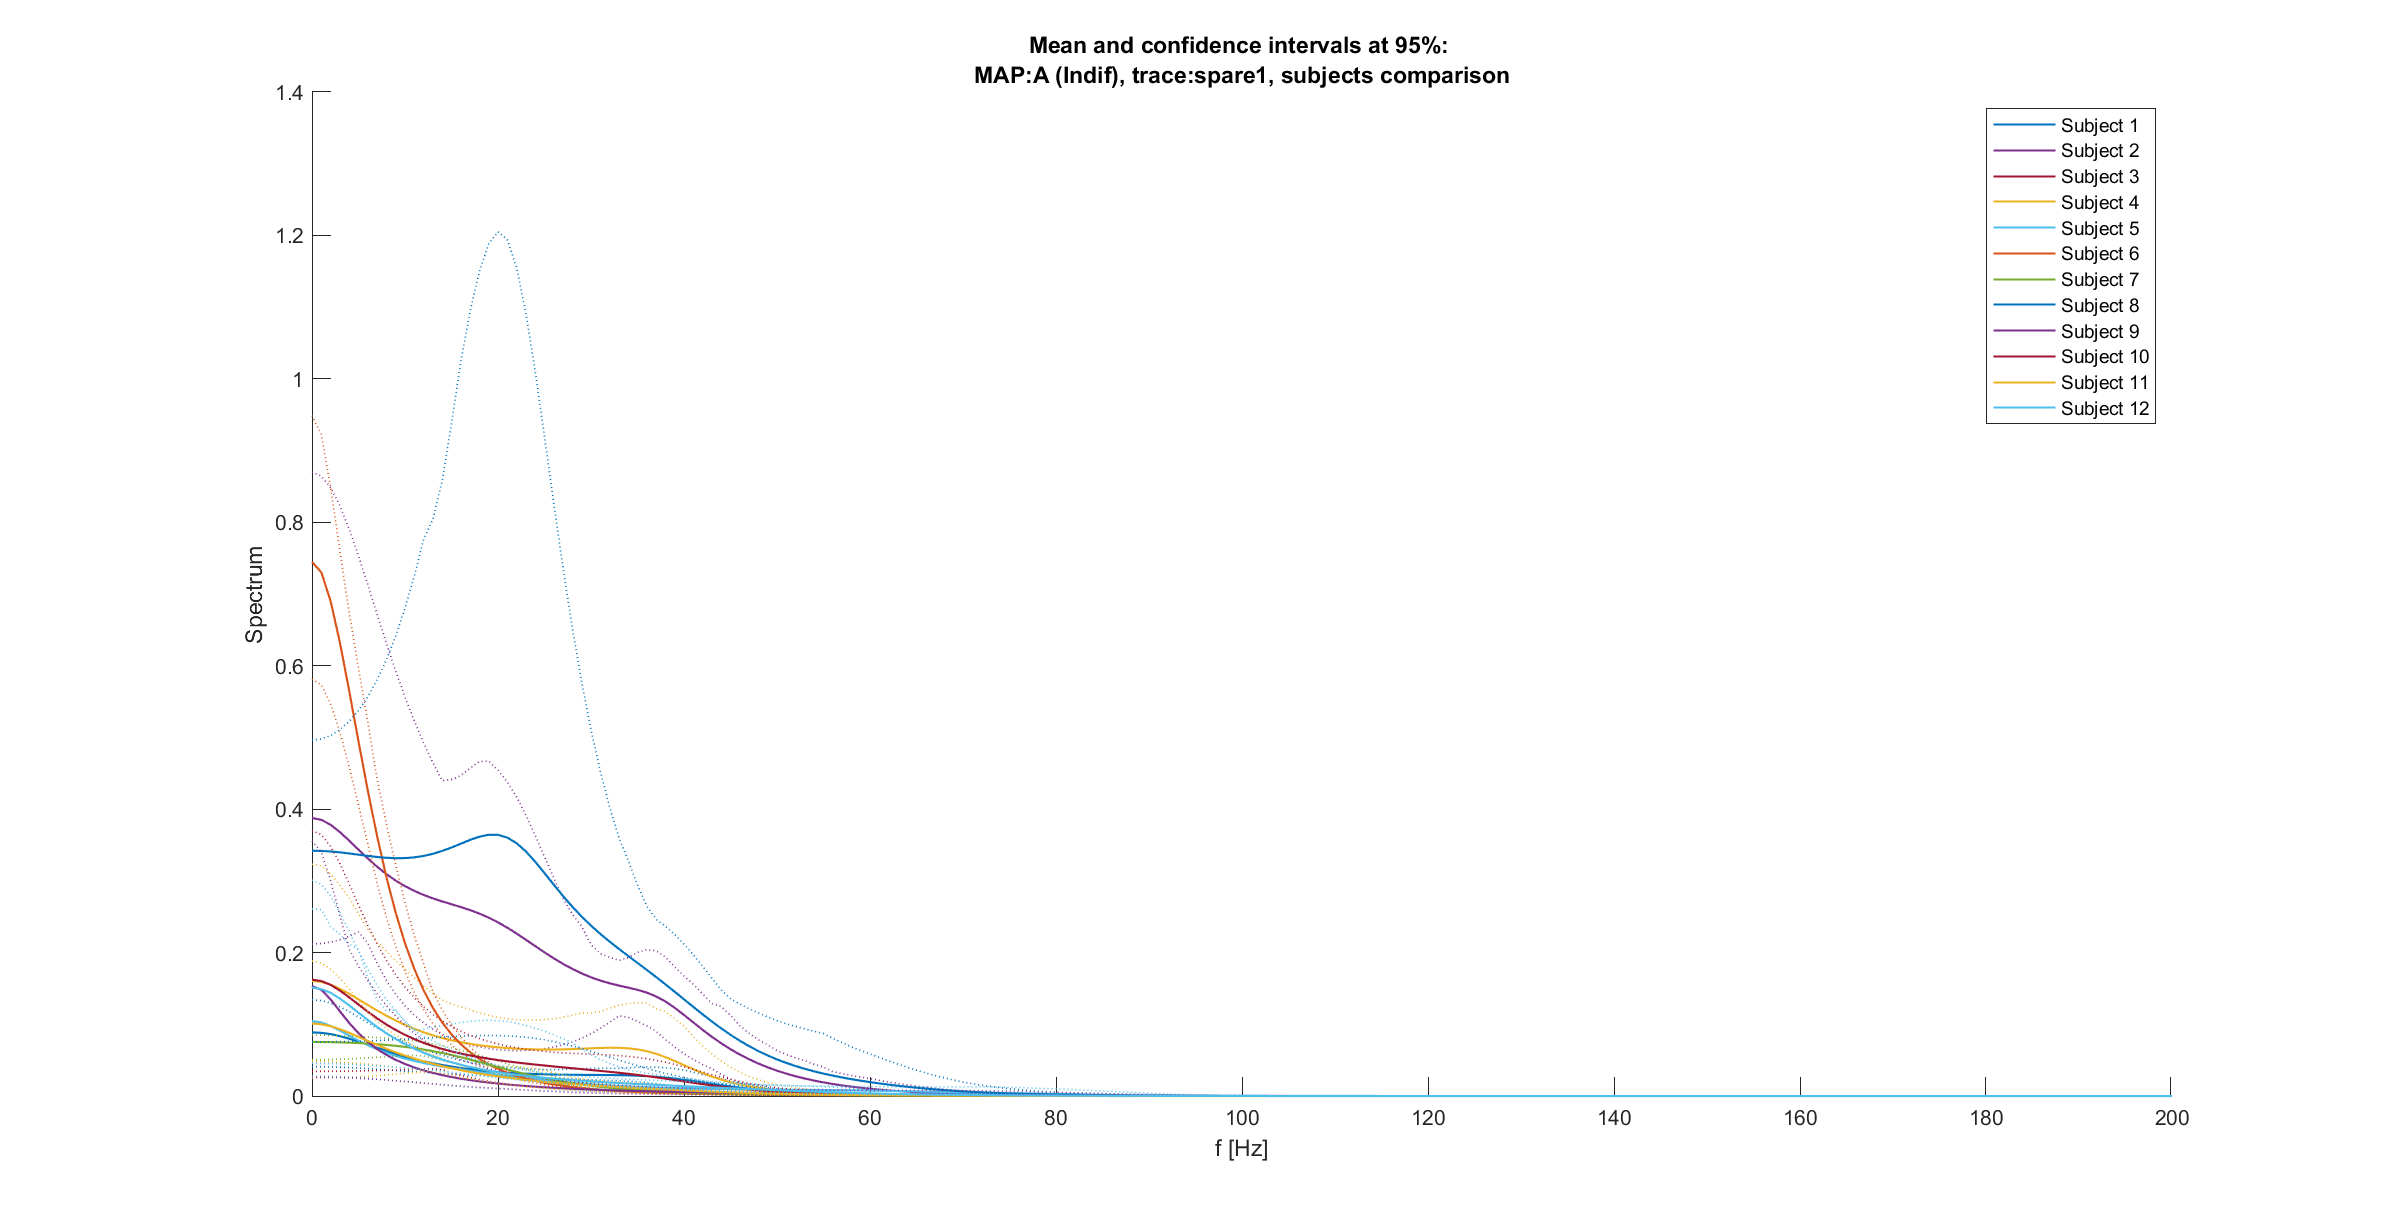 Mean and confidence intervals at 95%:
MAP:A (Indif), trace:spare1, subjects comparison
1.4
1.2
1
0.8
0.6
0.4
0.2
0
Spectrum
Subject 1
Subject 2
Subject 3
Subject 4
Subject 5
Subject 6
Subject 7
Subject 8
Subject 9
Subject 10
Subject 11
Subject 12
0 20 40 60 80 100 120 140 160 180 200
f [Hz]